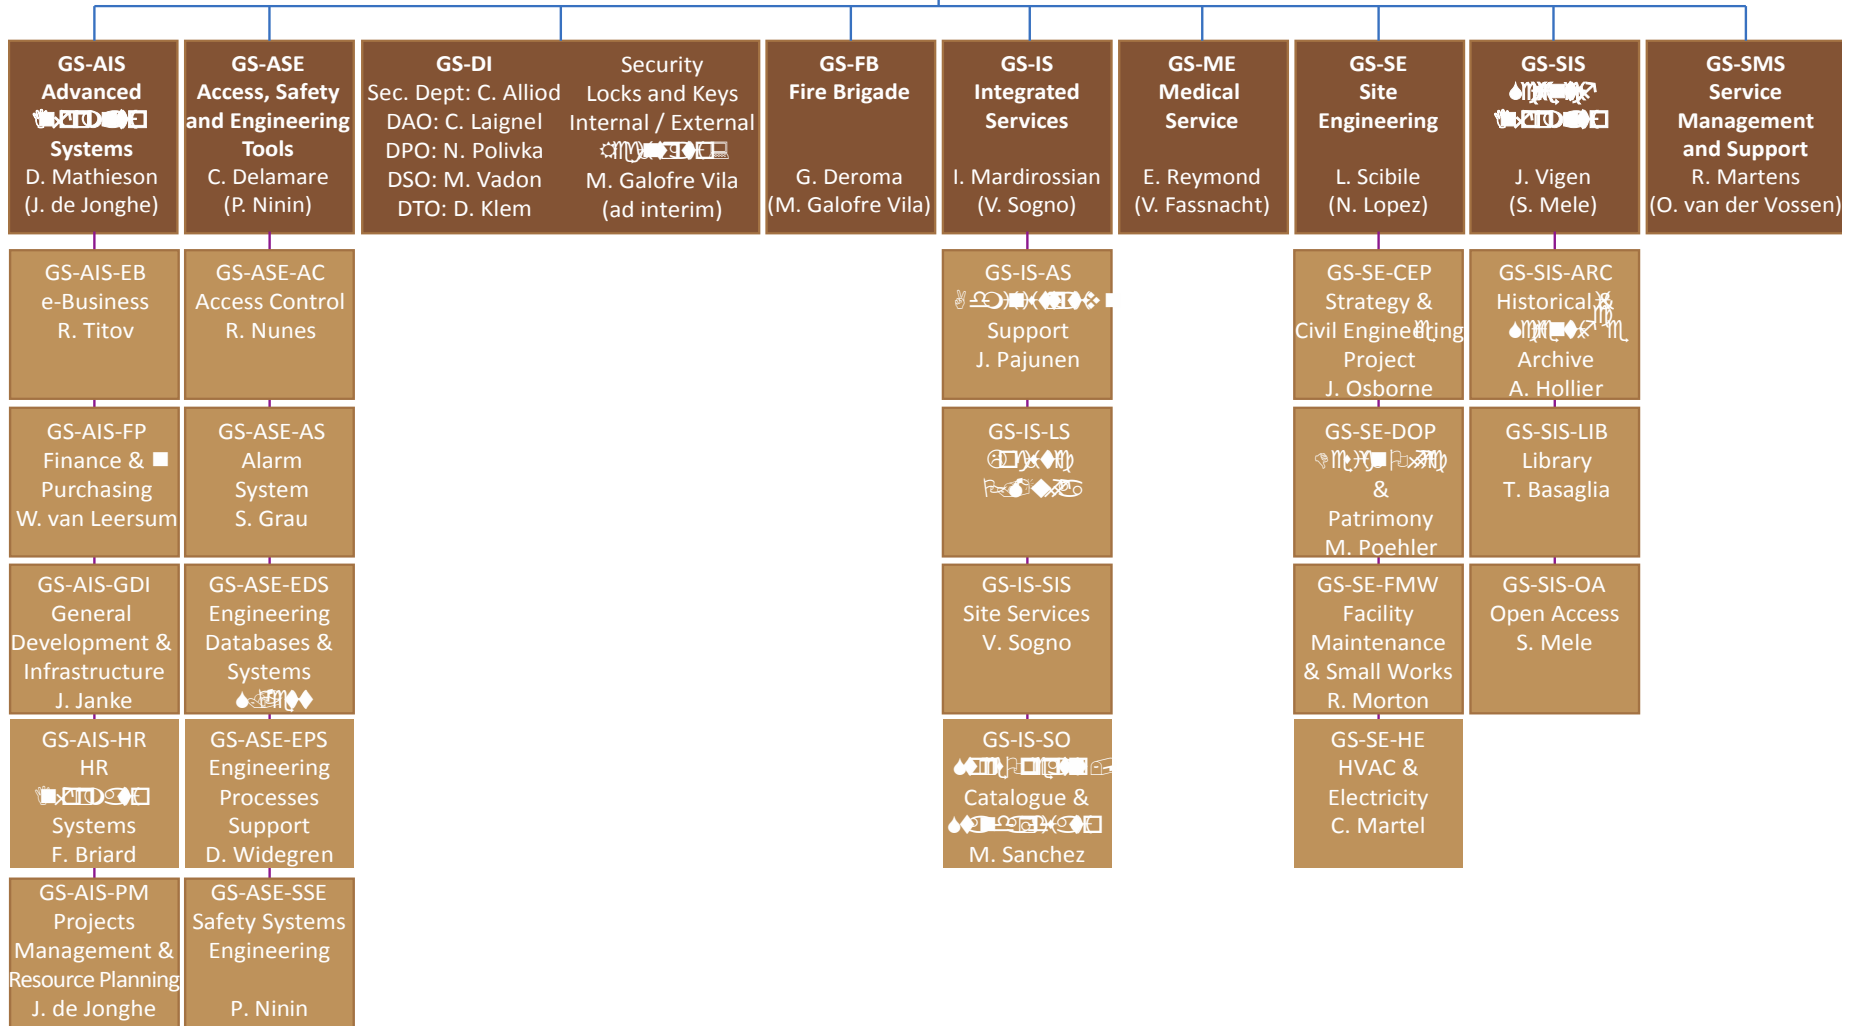 GS-AIS
Advanced
Systems
D. Mathieson
(J. de Jonghe)
GS-ASE
Access, Safety
and Engineering
Tools
C. Delamare
(P. Ninin)
GS-DI
Sec. Dept: C. Alliod
DAO: C. Laignel
DPO: N. Polivka
DSO: M. Vadon
DTO: D. Klem
Security
Locks and Keys
Internal / External
M. Galofre Vila
(ad interim)
GS-FB
Fire Brigade
G. Deroma
(M. Galofre Vila)
GS-IS
Integrated
Services
I. Mardirossian
(V. Sogno)
GS-ME
Medical
Service
E. Reymond
(V. Fassnacht)
GS-SE
Site
Engineering
L. Scibile
(N. Lopez)
GS-SIS
J. Vigen
(S. Mele)
GS-SMS
Service
Management
and Support
R. Martens
(O. van der Vossen)
GS-AIS-EB
e-Business
R. Titov
GS-ASE-AC
Access Control
R. Nunes
GS-IS-AS
Support
J. Pajunen
GS-SE-CEP
Strategy &
Civil Engineering
Project
J. Osborne
GS-SIS-ARC
Historical &
Archive
A. Hollier
GS-AIS-FP
Finance &
Purchasing
W. van Leersum
GS-ASE-AS
Alarm
System
S. Grau
GS-IS-LS
GS-SE-DOP
&
Patrimony
M. Poehler
GS-SIS-LIB
Library
T. Basaglia
GS-AIS-GDI
General
Development &
Infrastructure
J. Janke
GS-ASE-EDS
Engineering
Databases &
Systems
GS-IS-SIS
Site Services
V. Sogno
GS-SE-FMW
Facility
Maintenance
& Small Works
R. Morton
GS-SIS-OA
Open Access
S. Mele
GS-AIS-HR
HR
Systems
F. Briard
GS-ASE-EPS
Engineering
Processes
Support
D. Widegren
GS-IS-SO
Catalogue &
M. Sanchez
GS-SE-HE
HVAC &
Electricity
C. Martel
GS-AIS-PM
Projects
Management &
Resource Planning
J. de Jonghe
GS-ASE-SSE
Safety Systems
Engineering
P. Ninin